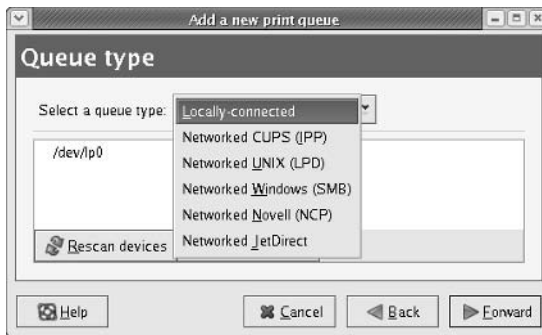 Add a new print queue
Queue type
Select a queue type:
Locally-connected
Networked CUPS (IPP)
Networked UNIX (LPD)
Networked Windows (SMB)
Networked Novell (NCP)
Networked JetDirect
/dev/lp0
Rescan devices
Help
Cancel
Back
Forward